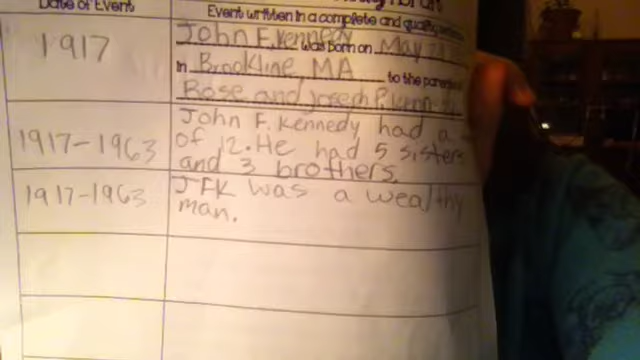 Date of Event
Event written in a complete and quality
1917
John F. Kennedy was born on May
in Brookline, MA to the parents
Rose and Joseph P. Kennedy
1917-1963
John F. Kennedy had a
of 12. He had 5 sisters
and 3 brothers.
1917-1963
JFK was a wealthy
man.